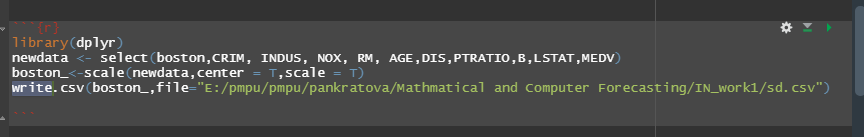 ```{r}
library(dplyr)
newdata <- select(boston,CRIM, INDUS, NOX, RM, AGE,DIS,PTRATIO,B,LSTAT,MEDV)
boston_<-scale(newdata,center = T,scale = T)
write.csv(boston_,file="E:/pmpu/pmpu/pankratova/Mathmatical and Computer Forecasting/IN_work1/sd.csv")
```